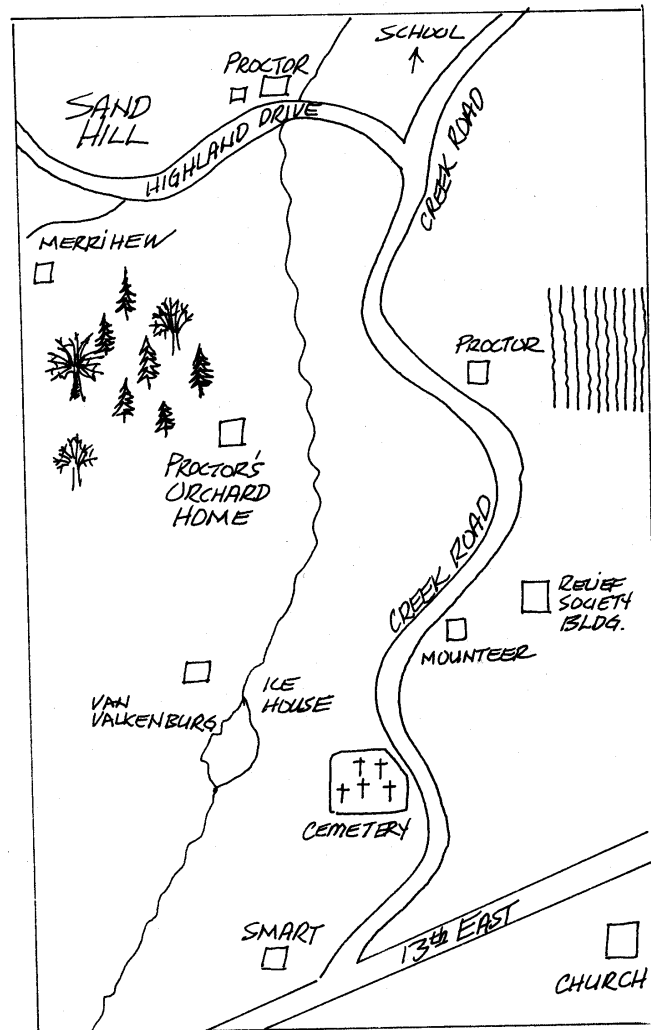 SCHOOL
PROCTOR
SAND
HILL
HIGHLAND DRIVE
CREEK ROAD
MERRIHEW
PROCTOR
PROCTOR'S
ORCHARD
HOME
CREEK ROAD
RELIEF
SOCIETY
BLDG.
MOUNTEER
ICE
HOUSE
VAN
VALKENBURG
CEMETERY
SMART
13th EAST
CHURCH